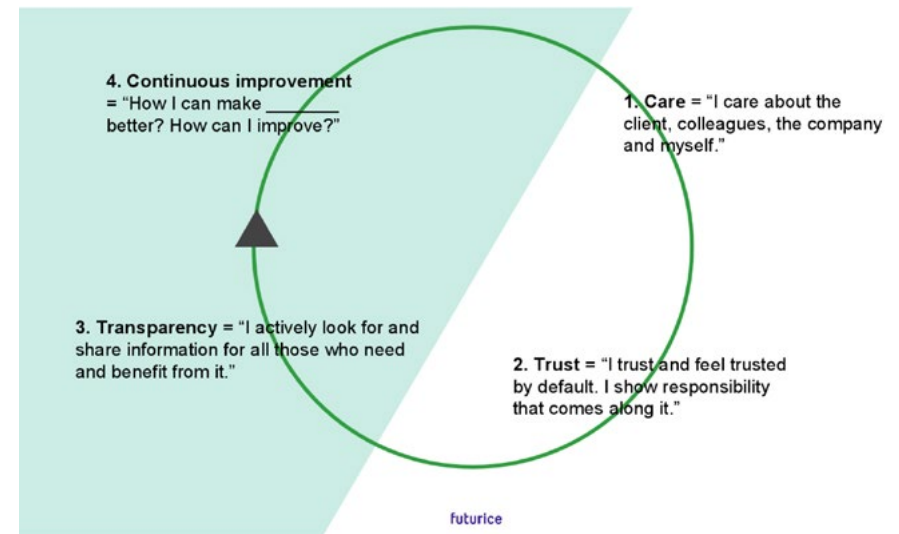 4. Continuous improvement
= “How I can make ________
better? How can I improve?”
1. Care = “I care about the
client, colleagues, the company
and myself.”
3. Transparency = “I actively look for and
share information for all those who need
and benefit from it.”
2. Trust = “I trust and feel trusted
by default. I show responsibility
that comes along it.”
futurice